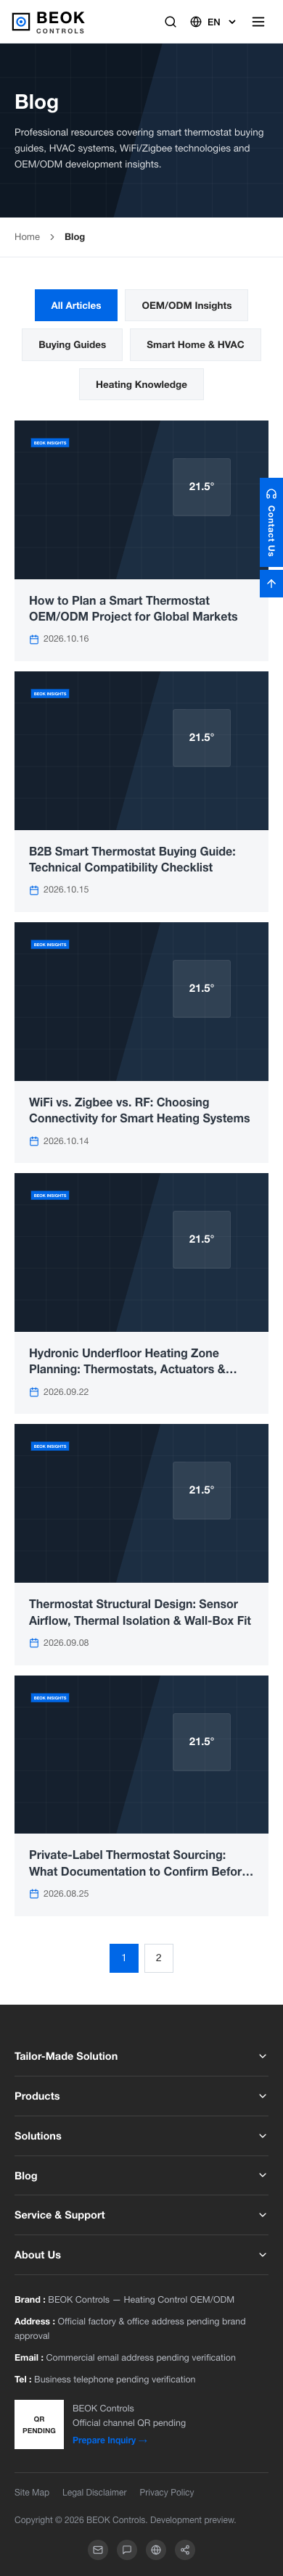 BEOK
CONTROLS
EN
Blog
Professional resources covering smart thermostat buying
guides, HVAC systems, WiFi/Zigbee technologies and
OEM/ODM development insights.
Home > Blog
All Articles
OEM/ODM Insights
Buying Guides
Smart Home & HVAC
Heating Knowledge
BEOK INSIGHTS
21.5°
Contact Us
How to Plan a Smart Thermostat
OEM/ODM Project for Global Markets
2026.10.16
BEOK INSIGHTS
21.5°
B2B Smart Thermostat Buying Guide:
Technical Compatibility Checklist
2026.10.15
BEOK INSIGHTS
21.5°
WiFi vs. Zigbee vs. RF: Choosing
Connectivity for Smart Heating Systems
2026.10.14
BEOK INSIGHTS
21.5°
Hydronic Underfloor Heating Zone
Planning: Thermostats, Actuators &...
2026.09.22
BEOK INSIGHTS
21.5°
Thermostat Structural Design: Sensor
Airflow, Thermal Isolation & Wall-Box Fit
2026.09.08
BEOK INSIGHTS
21.5°
Private-Label Thermostat Sourcing:
What Documentation to Confirm Befor...
2026.08.25
1
2
Tailor-Made Solution
Products
Solutions
Blog
Service & Support
About Us
Brand : BEOK Controls — Heating Control OEM/ODM
Address : Official factory & office address pending brand
approval
Email : Commercial email address pending verification
Tel : Business telephone pending verification
QR
PENDING
BEOK Controls
Official channel QR pending
Prepare Inquiry →
Site Map
Legal Disclaimer
Privacy Policy
Copyright © 2026 BEOK Controls. Development preview.